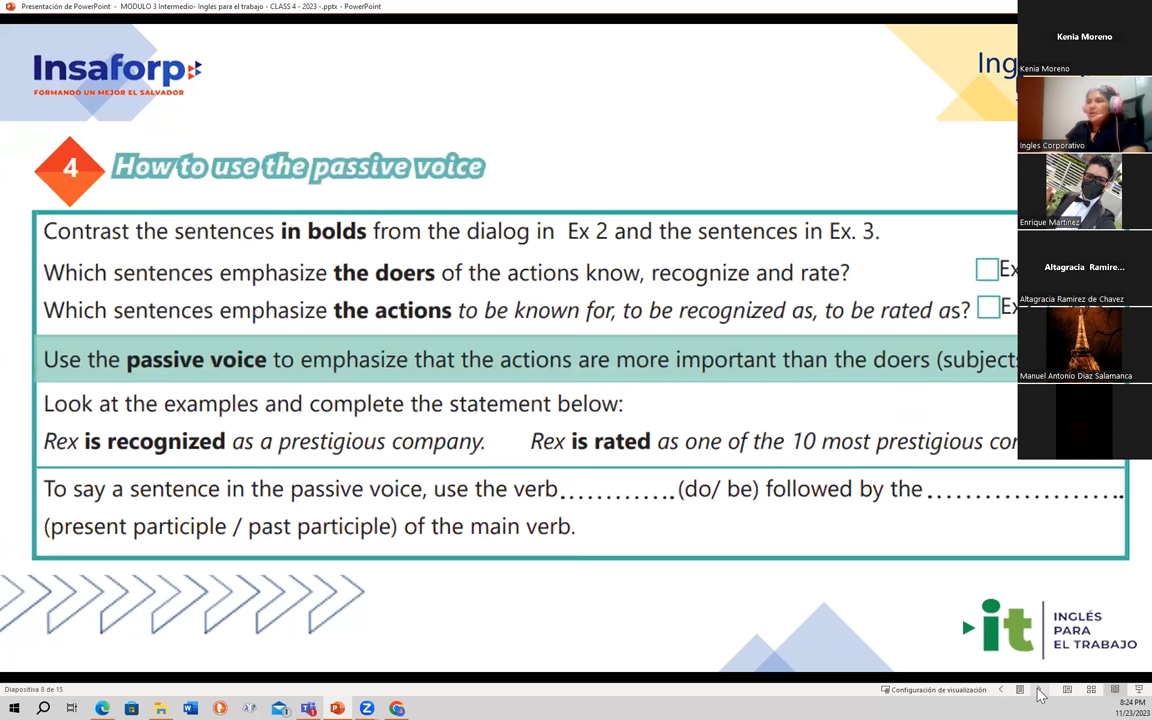 Presentación de PowerPoint - MODULO 3 Intermedio- Ingles para el trabajo - CLASS 4 - 2023 -.pptx - PowerPoint
Insaforp
FORMANDO UN MEJOR EL SALVADOR
Ing
Kenia Moreno
Kenia Moreno
Ingles Corporativo
Enrique Martinez
Altagracia Ramire...
Altagracia Ramirez de Chavez
Manuel Antonio Diaz Salamanca
4
How to use the passive voice
Contrast the sentences in bolds from the dialog in Ex 2 and the sentences in Ex. 3.
Which sentences emphasize the doers of the actions know, recognize and rate? Ex
Which sentences emphasize the actions to be known for, to be recognized as, to be rated as? Ex
Use the passive voice to emphasize that the actions are more important than the doers (subjects
Look at the examples and complete the statement below:
Rex is recognized as a prestigious company. Rex is rated as one of the 10 most prestigious
To say a sentence in the passive voice, use the verb............. (do/ be) followed by the .....................
(present participle / past participle) of the main verb.
it
INGLÉS
PARA
EL TRABAJO
Diapositiva 8 de 15
Configuración de visualización
8:24 PM
11/23/2023